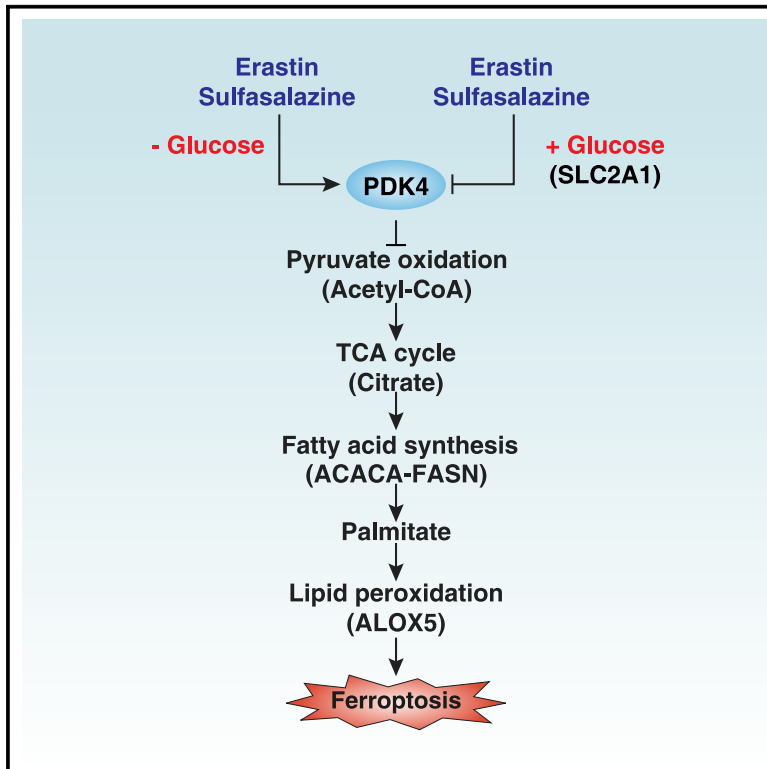 Erastin
Sulfasalazine
Erastin
Sulfasalazine
- Glucose
+ Glucose
(SLC2A1)
PDK4
Pyruvate oxidation
(Acetyl-CoA)
TCA cycle
(Citrate)
Fatty acid synthesis
(ACACA-FASN)
Palmitate
Lipid peroxidation
(ALOX5)
Ferroptosis